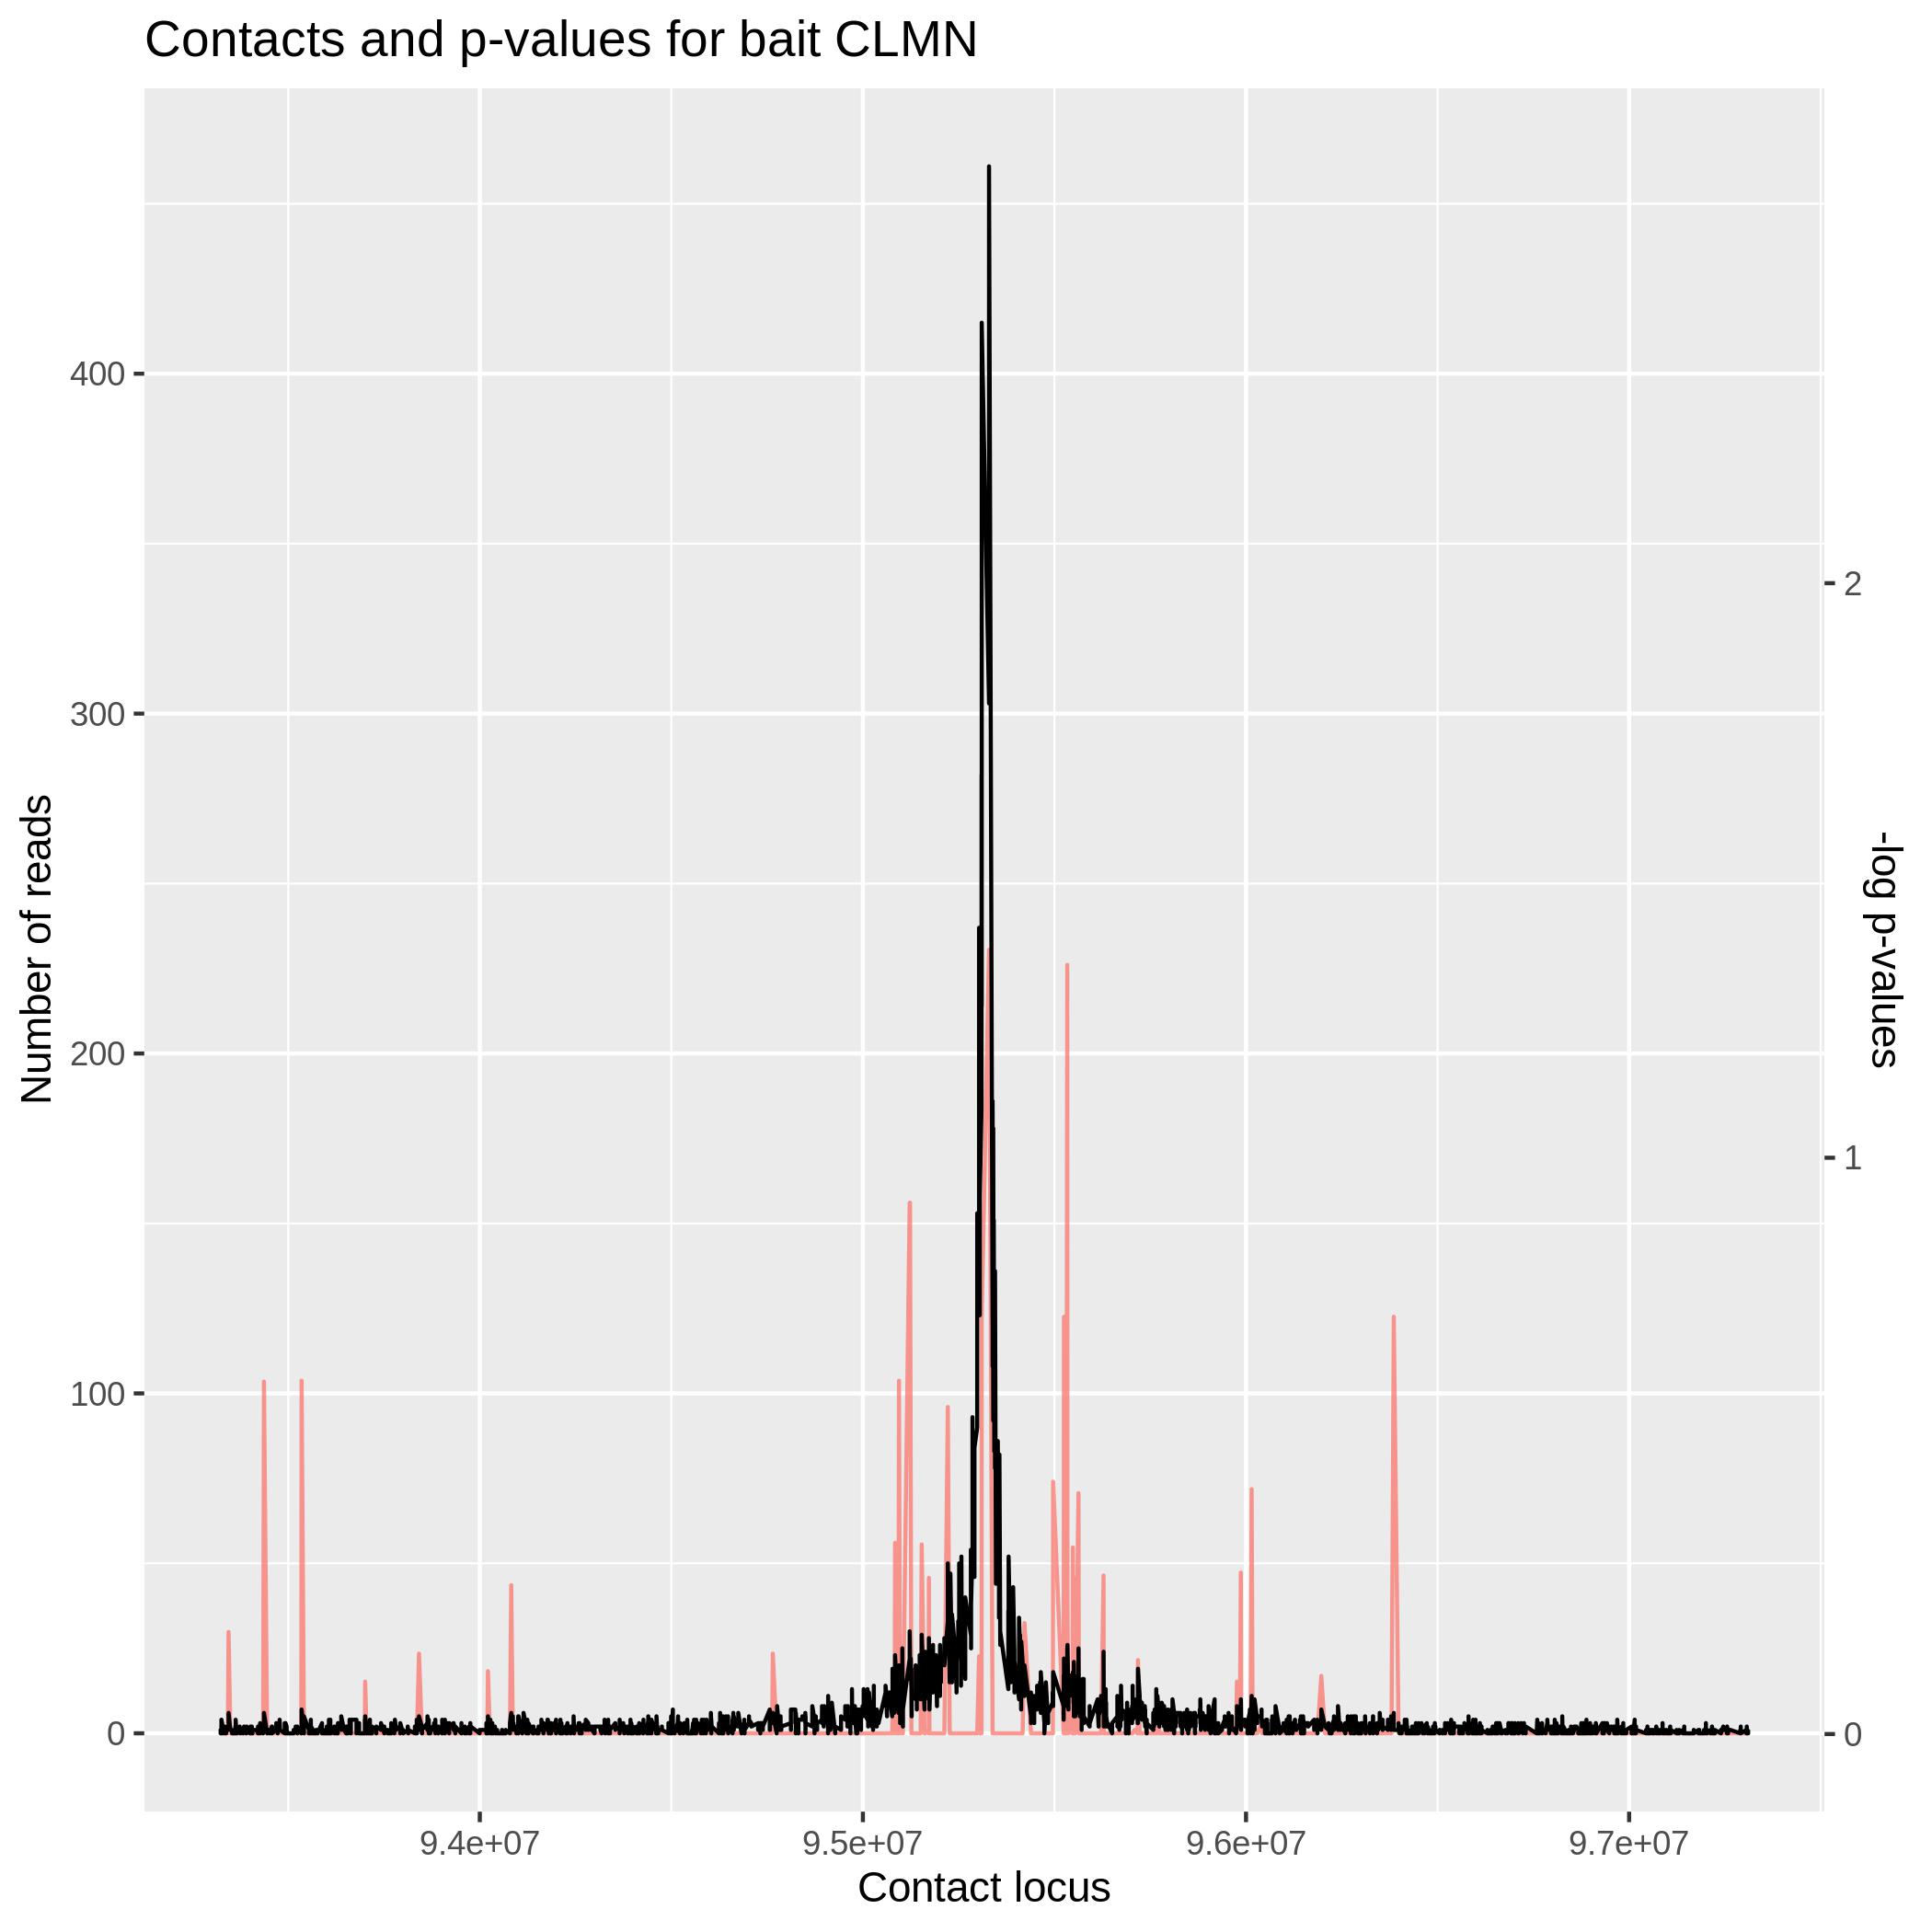 Contacts and p-values for bait CLMN
400
300
200
100
0
Number of reads
2
1
0
-log p-values
9.4e+07
9.5e+07
9.6e+07
9.7e+07
Contact locus